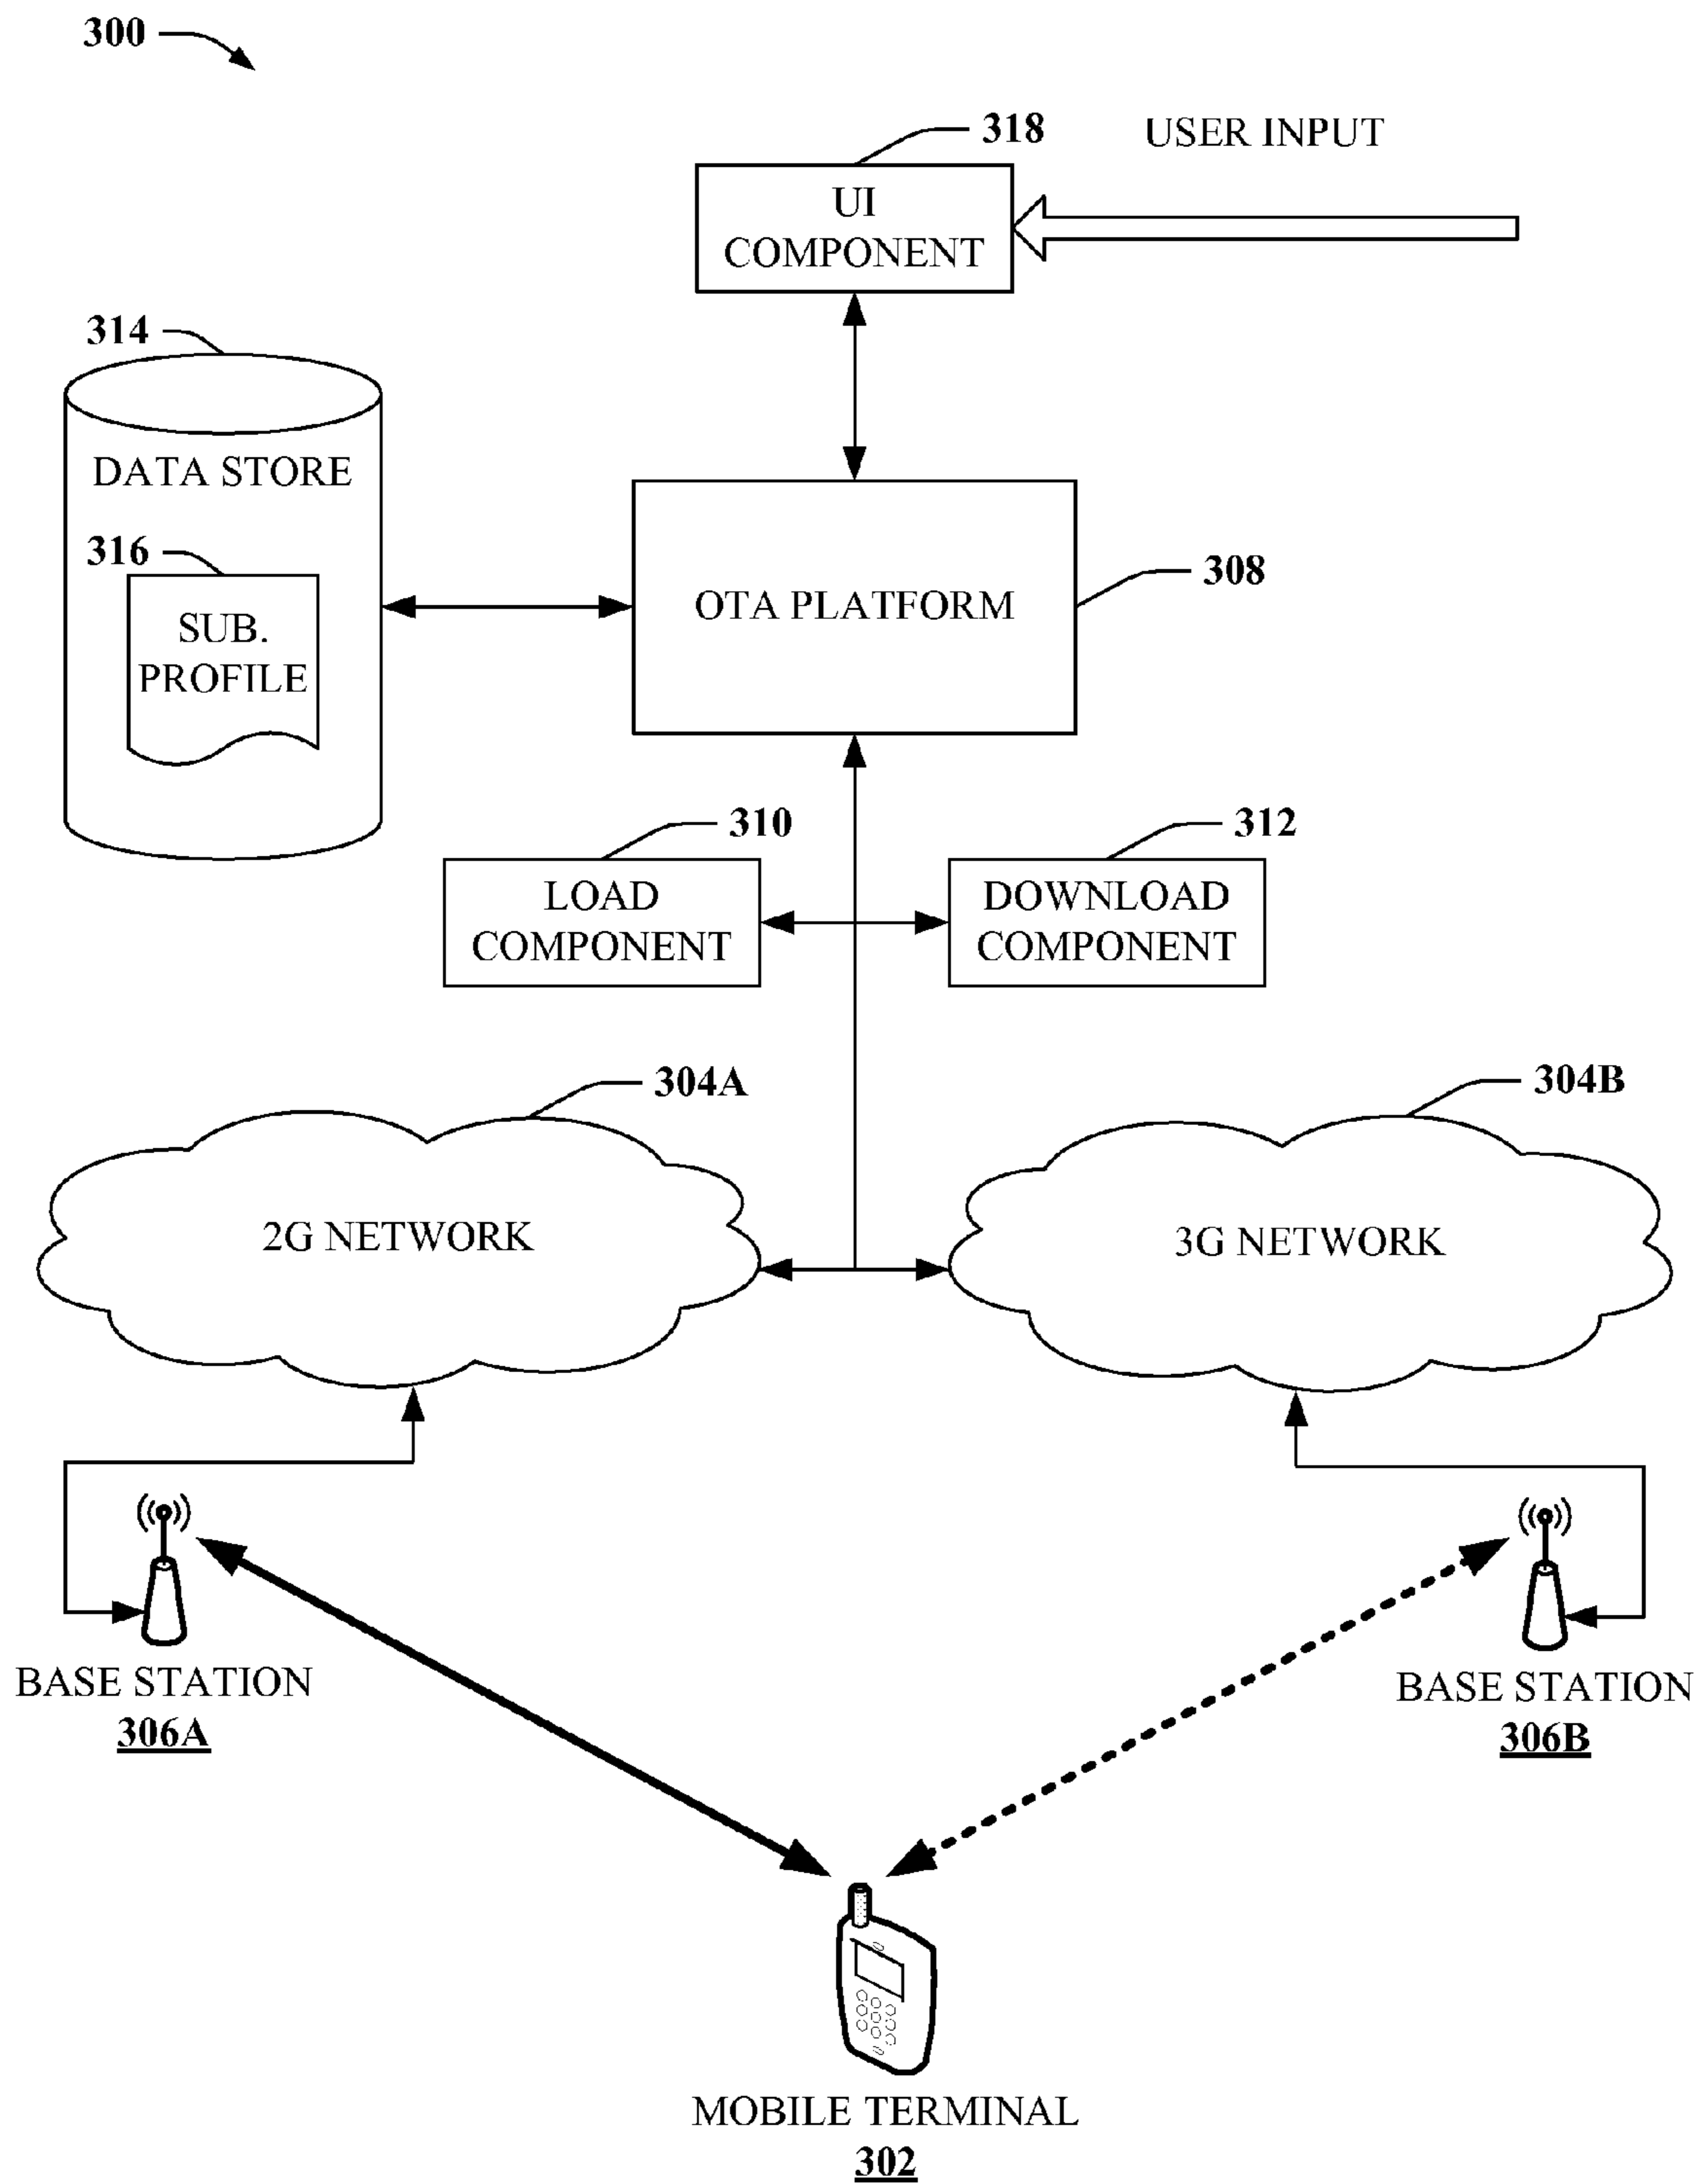 300
318
USER INPUT
UI
COMPONENT
314
DATA STORE
316
SUB.
PROFILE
OTA PLATFORM
308
310
312
LOAD
COMPONENT
DOWNLOAD
COMPONENT
304A
304B
2G NETWORK
3G NETWORK
BASE STATION
306A
BASE STATION
306B
MOBILE TERMINAL
302